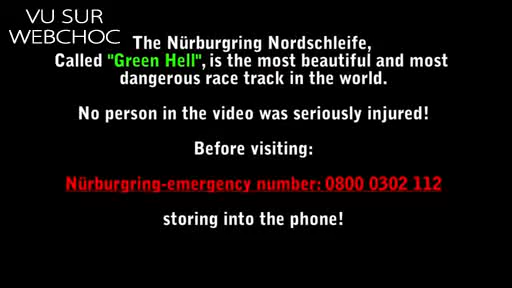 VU SUR
WEBCHOC
The Nürburgring Nordschleife,
Called "Green Hell", is the most beautiful and most
dangerous race track in the world.
No person in the video was seriously injured!
Before visiting:
Nürburgring-emergency number: 0800 0302 112
storing into the phone!